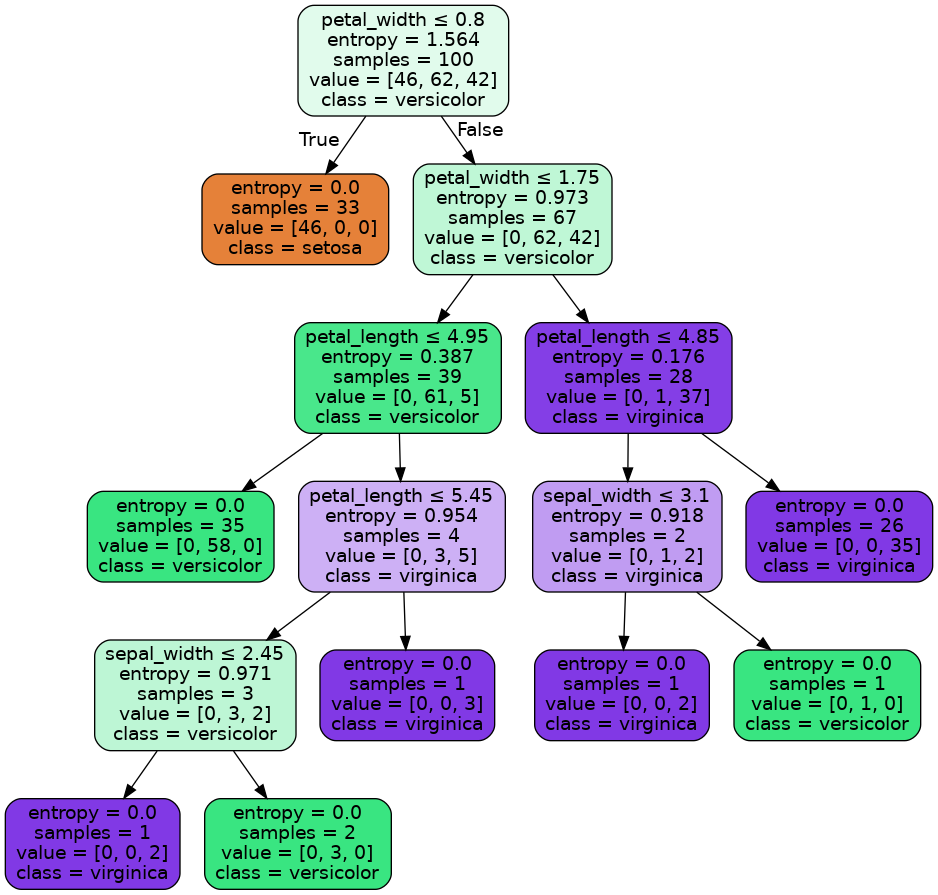 petal_width ≤ 0.8
entropy = 1.564
samples = 100
value = [46, 62, 42]
class = versicolor
True
False
entropy = 0.0
samples = 33
value = [46, 0, 0]
class = setosa
petal_width ≤ 1.75
entropy = 0.973
samples = 67
value = [0, 62, 42]
class = versicolor
petal_length ≤ 4.95
entropy = 0.387
samples = 39
value = [0, 61, 5]
class = versicolor
petal_length ≤ 4.85
entropy = 0.176
samples = 28
value = [0, 1, 37]
class = virginica
entropy = 0.0
samples = 35
value = [0, 58, 0]
class = versicolor
petal_length ≤ 5.45
entropy = 0.954
samples = 4
value = [0, 3, 5]
class = virginica
sepal_width ≤ 3.1
entropy = 0.918
samples = 2
value = [0, 1, 2]
class = virginica
entropy = 0.0
samples = 26
value = [0, 0, 35]
class = virginica
sepal_width ≤ 2.45
entropy = 0.971
samples = 3
value = [0, 3, 2]
class = versicolor
entropy = 0.0
samples = 1
value = [0, 0, 3]
class = virginica
entropy = 0.0
samples = 1
value = [0, 0, 2]
class = virginica
entropy = 0.0
samples = 1
value = [0, 1, 0]
class = versicolor
entropy = 0.0
samples = 1
value = [0, 0, 2]
class = virginica
entropy = 0.0
samples = 2
value = [0, 3, 0]
class = versicolor